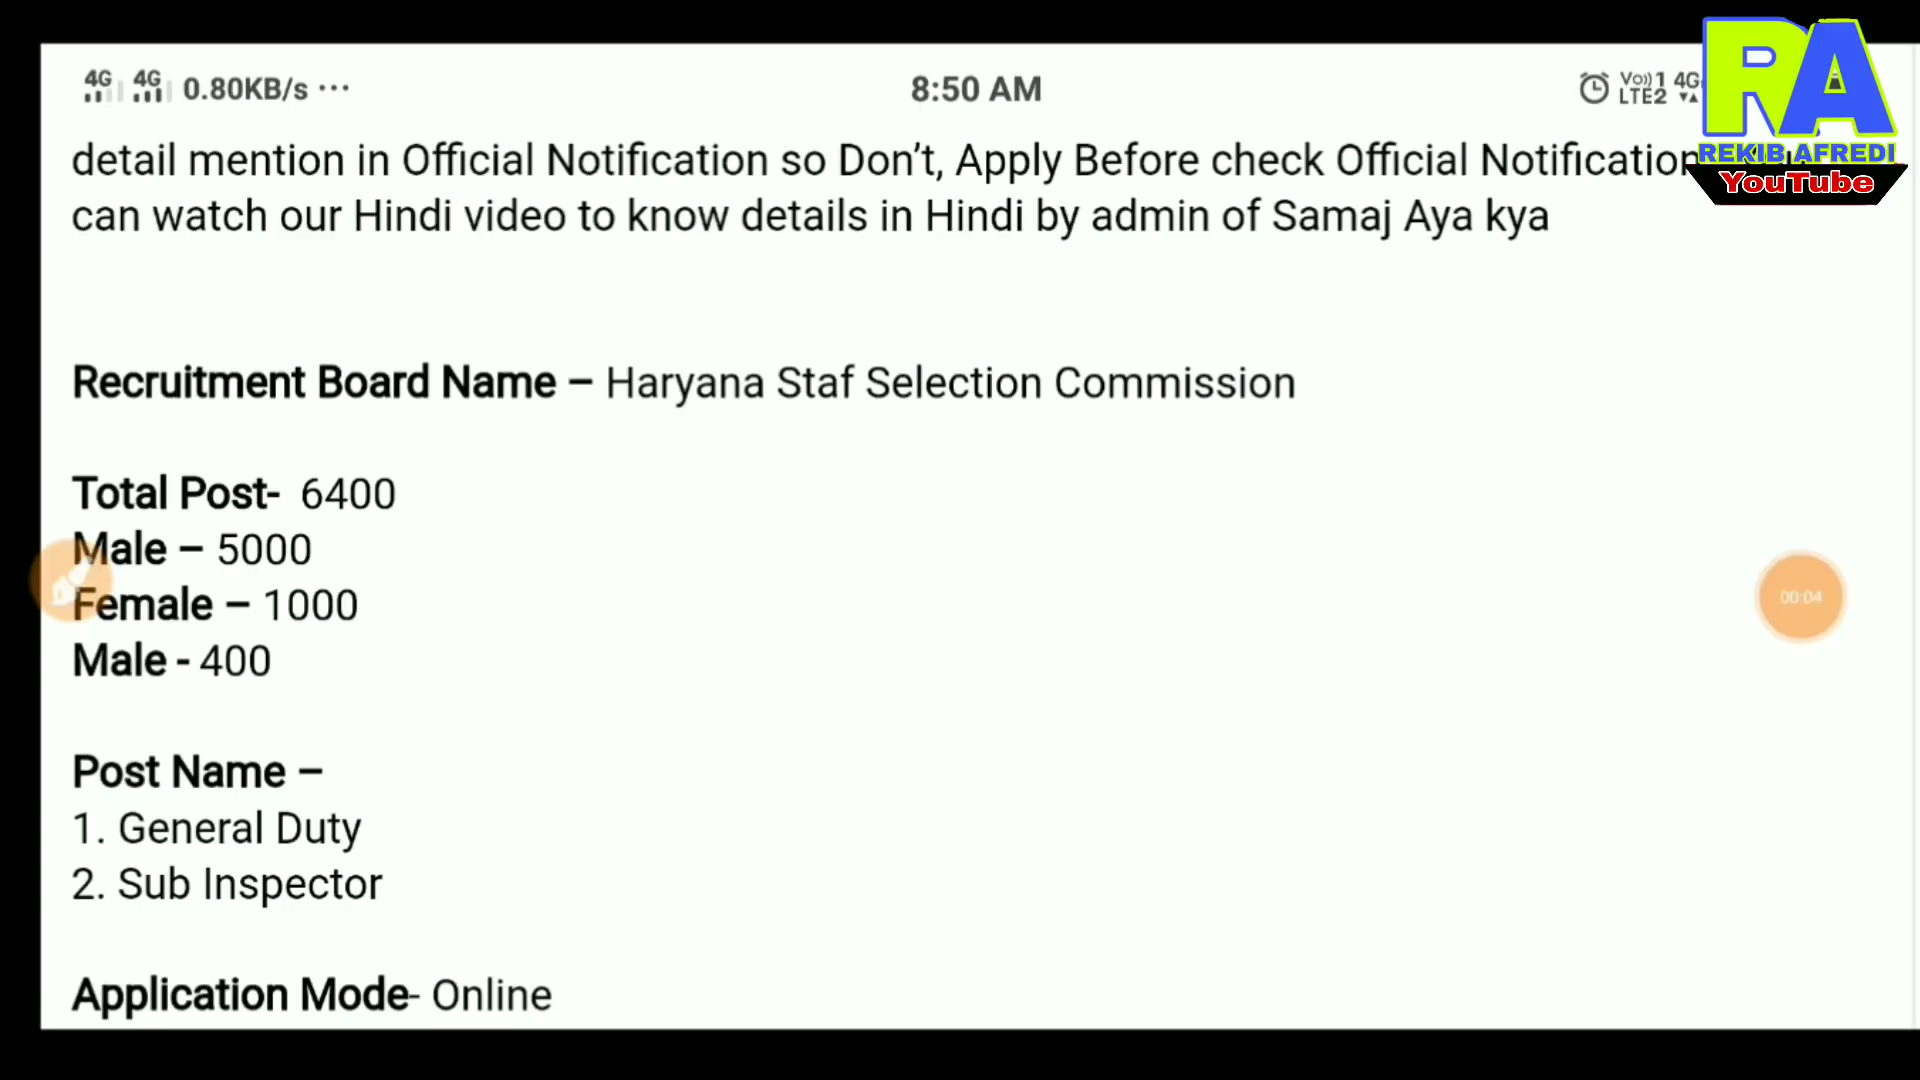 4G 4G 0.80KB/s ... 8:50 AM Vo)) 1 4G
LTE2
RA
REKIB AFREDI
YouTube
detail mention in Official Notification so Don't, Apply Before check Official Notification
can watch our Hindi video to know details in Hindi by admin of Samaj Aya kya
Recruitment Board Name – Haryana Staf Selection Commission
Total Post- 6400
Male – 5000
Female – 1000
Male - 400
00:04
Post Name –
1. General Duty
2. Sub Inspector
Application Mode- Online